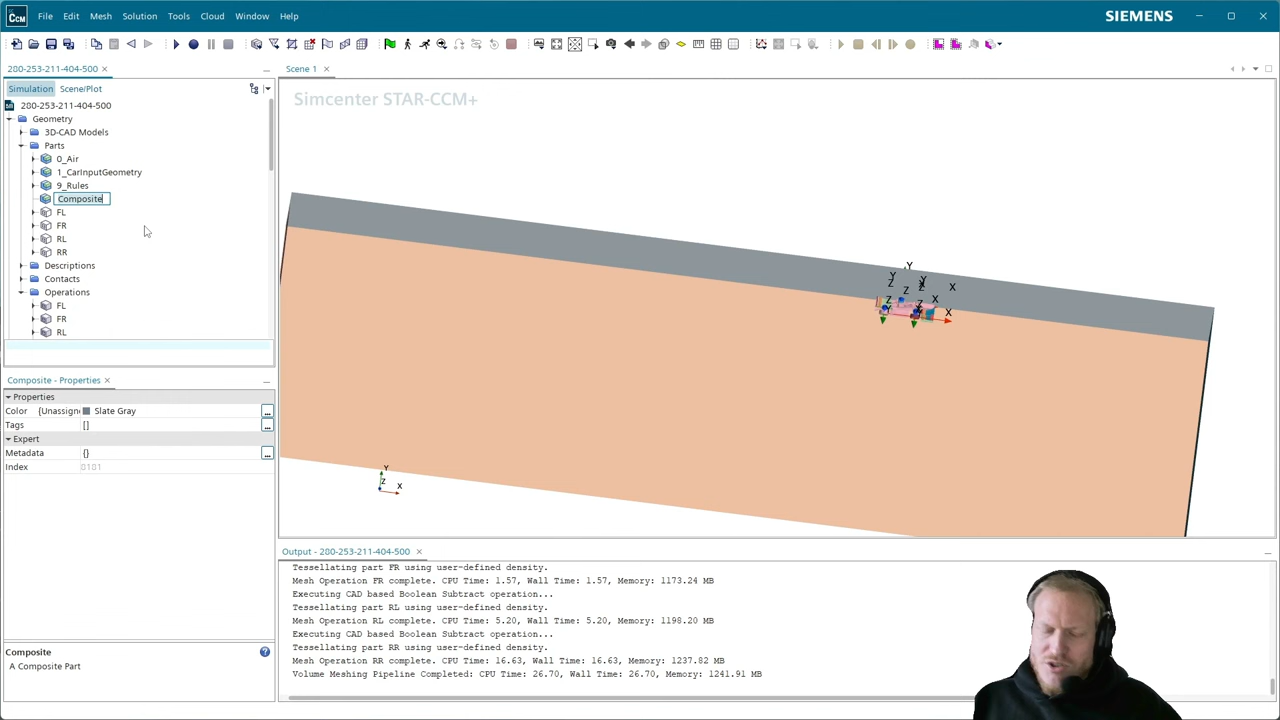 CCM
File Edit Mesh Solution Tools Cloud Window Help
SIEMENS
280-253-211-404-500
Scene 1
Simulation Scene/Plot
280-253-211-404-500
Geometry
3D-CAD Models
Parts
0_Air
1_CarInputGeometry
9_Rules
Composite
FL
FR
RL
RR
Descriptions
Contacts
Operations
FL
FR
RL
Simcenter STAR-CCM+
Y
Y Y
Z X
Z Z
Z X
Z
Y X
Y
Z X
Composite - Properties
Properties
Color {Unassign Slate Gray
Tags []
Expert
Metadata {}
Index
Composite
A Composite Part
Output - 280-253-211-404-500
Tessellating part FR using user-defined density.
Mesh Operation FR complete. CPU Time: 1.57, Wall Time: 1.57, Memory: 1173.24 MB
Executing CAD based Boolean Subtract operation...
Tessellating part RL using user-defined density.
Mesh Operation RL complete. CPU Time: 5.20, Wall Time: 5.20, Memory: 1198.20 MB
Executing CAD based Boolean Subtract operation...
Tessellating part RR using user-defined density.
Mesh Operation RR complete. CPU Time: 16.63, Wall Time: 16.63, Memory: 1237.82 MB
Volume Meshing Pipeline Completed: CPU Time: 26.70, Wall Time: 26.70, Memory: 1241.91 MB